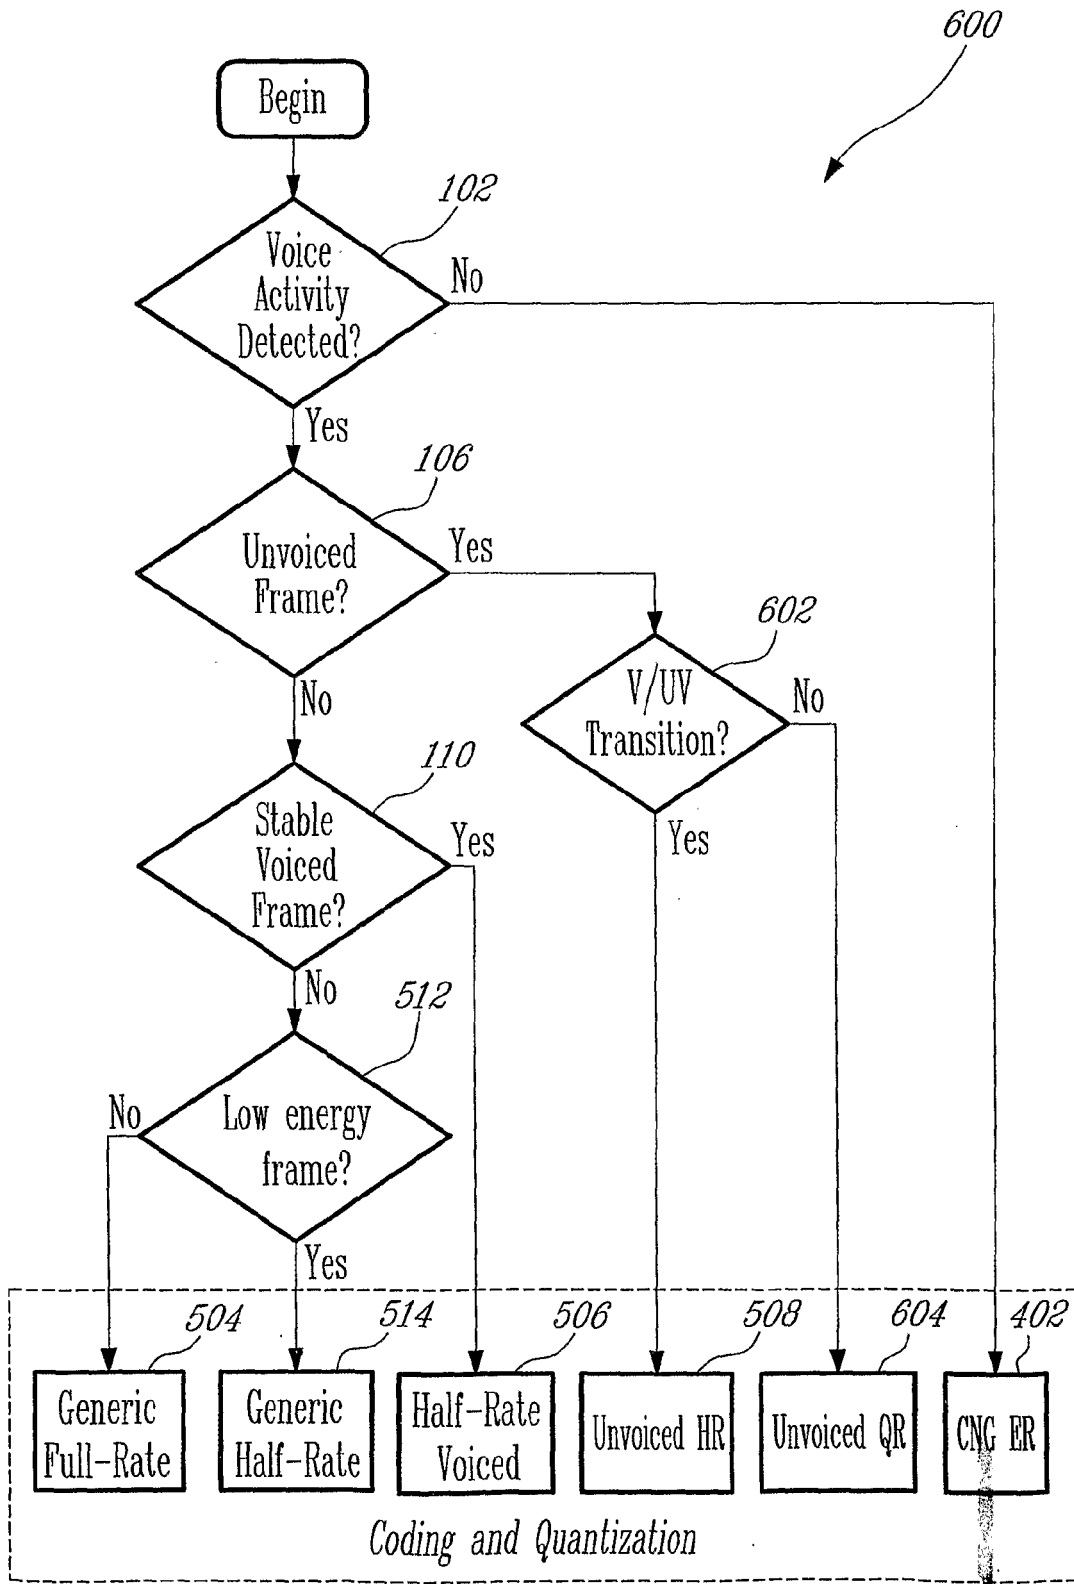 600
Begin
102
Voice
Activity
Detected?
No
Yes
106
Unvoiced
Frame?
Yes
No
602
V/UV
Transition?
No
Yes
110
Stable
Voiced
Frame?
Yes
No
512
Low energy
frame?
No
Yes
504
514
506
508
604
402
Generic
Full-Rate
Generic
Half-Rate
Half-Rate
Voiced
Unvoiced HR
Unvoiced QR
CNG ER
Coding and Quantization